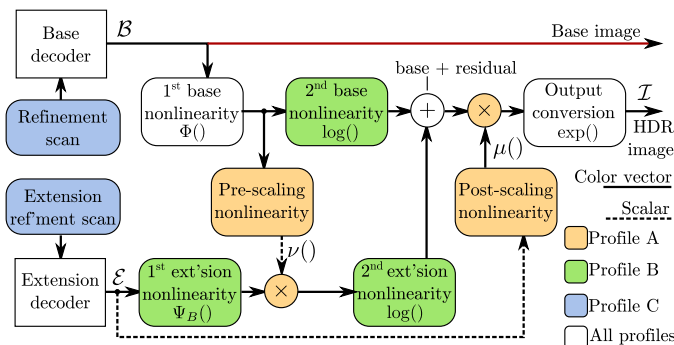 Base
decoder
B
Base image
Refinement
scan
1st base
nonlinearity
Φ()
2nd base
nonlinearity
log()
base + residual
+
×
Output
conversion
exp()
I
HDR
image
Extension
ref'ment scan
Pre-scaling
nonlinearity
ν()
μ()
Post-scaling
nonlinearity
Color vector
Scalar
Extension
decoder
E
1st ext'sion
nonlinearity
Ψ_B()
×
2nd ext'sion
nonlinearity
log()
Profile A
Profile B
Profile C
All profiles